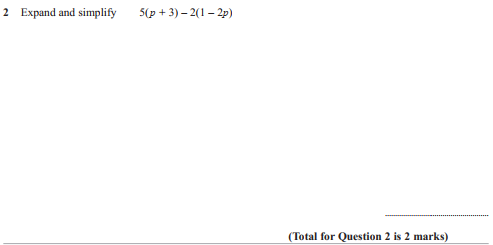 2 Expand and simplify 5(p + 3) – 2(1 – 2p)
(Total for Question 2 is 2 marks)